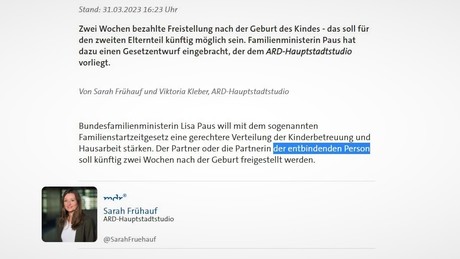 Stand: 31.03.2023 16:23 Uhr
Zwei Wochen bezahlte Freistellung nach der Geburt des Kindes - das soll für
den zweiten Elternteil künftig möglich sein. Familienministerin Paus hat
dazu einen Gesetzentwurf eingebracht, der dem ARD-Hauptstadtstudio
vorliegt.
Von Sarah Frühauf und Viktoria Kleber, ARD-Hauptstadtstudio
Bundesfamilienministerin Lisa Paus will mit dem sogenannten
Familienstartzeitgesetz eine gerechtere Verteilung der Kinderbetreuung und
Hausarbeit stärken. Der Partner oder die Partnerin der entbindenden Person
soll künftig zwei Wochen nach der Geburt freigestellt werden.
mdr
Sarah Frühauf
ARD-Hauptstadtstudio
@SarahFruehauf